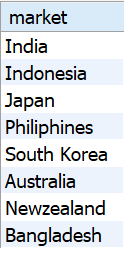 market
India
Indonesia
Japan
Philiphines
South Korea
Australia
Newzealand
Bangladesh